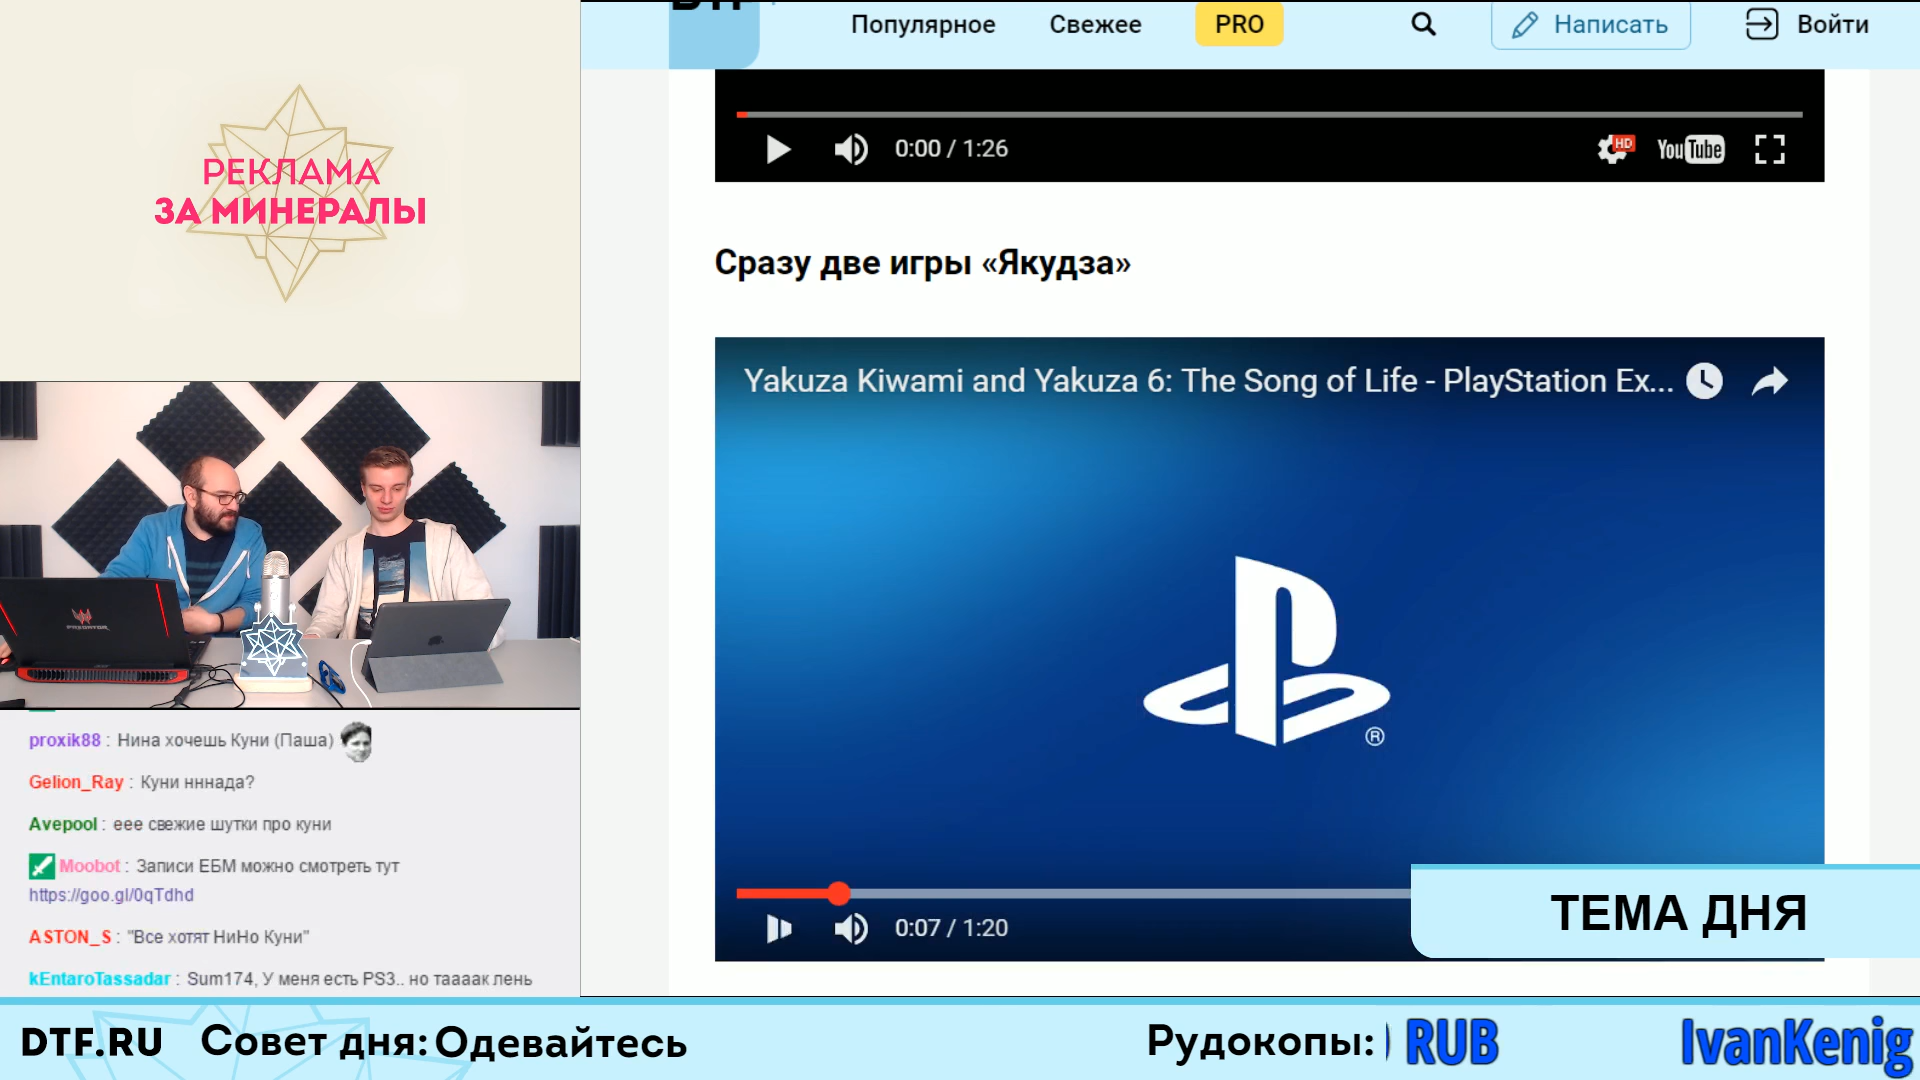 РЕКЛАМА
ЗА МИНЕРАЛЫ
Популярное Свежее PRO Написать Войти
0:00 / 1:26 HD YouTube
Сразу две игры «Якудза»
Yakuza Kiwami and Yakuza 6: The Song of Life - PlayStation Ex...
®
0:07 / 1:20
ТЕМА ДНЯ
PREDATOR
proxik88 : Нина хочешь Куни (Паша)
Gelion_Ray : Куни нннада?
Avepool : еее свежие шутки про куни
Moobot : Записи ЕБМ можно смотреть тут
https://goo.gl/0qTdhd
ASTON_S : "Все хотят НиНо Куни"
kEntaroTassadar : Sum174, У меня есть PS3.. но таааак лень
DTF.RU Совет дня: Одевайтесь Рудокопы: RUB IvanKenig